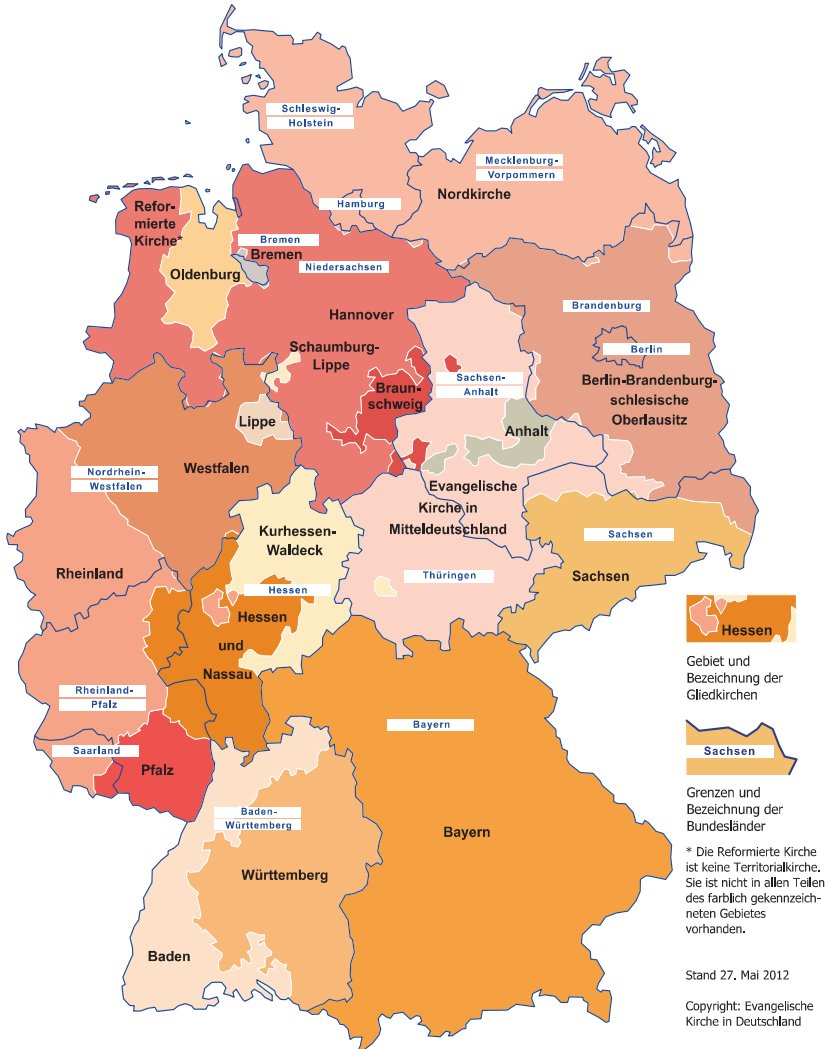 Schleswig-
Holstein
Mecklenburg-
Vorpommern
Nordkirche
Hamburg
Refor-
mierte
Kirche*
Bremen
Bremen
Oldenburg
Niedersachsen
Hannover
Brandenburg
Berlin
Schaumburg-
Lippe
Berlin-Brandenburg-
schlesische
Oberlausitz
Braun-
schweig
Sachsen-
Anhalt
Lippe
Anhalt
Westfalen
Nordrhein-
Westfalen
Evangelische
Kirche in
Mitteldeutschland
Kurhessen-
Waldeck
Sachsen
Sachsen
Rheinland
Thüringen
Hessen
Hessen
und
Nassau
Rheinland-
Pfalz
Saarland
Pfalz
Bayern
Bayern
Baden-
Württemberg
Württemberg
Baden
Hessen
Gebiet und
Bezeichnung der
Gliedkirchen
Sachsen
Grenzen und
Bezeichnung der
Bundesländer
* Die Reformierte Kirche
ist keine Territorialkirche.
Sie ist nicht in allen Teilen
des farblich gekennzeich-
neten Gebietes
vorhanden.
Stand 27. Mai 2012
Copyright: Evangelische
Kirche in Deutschland